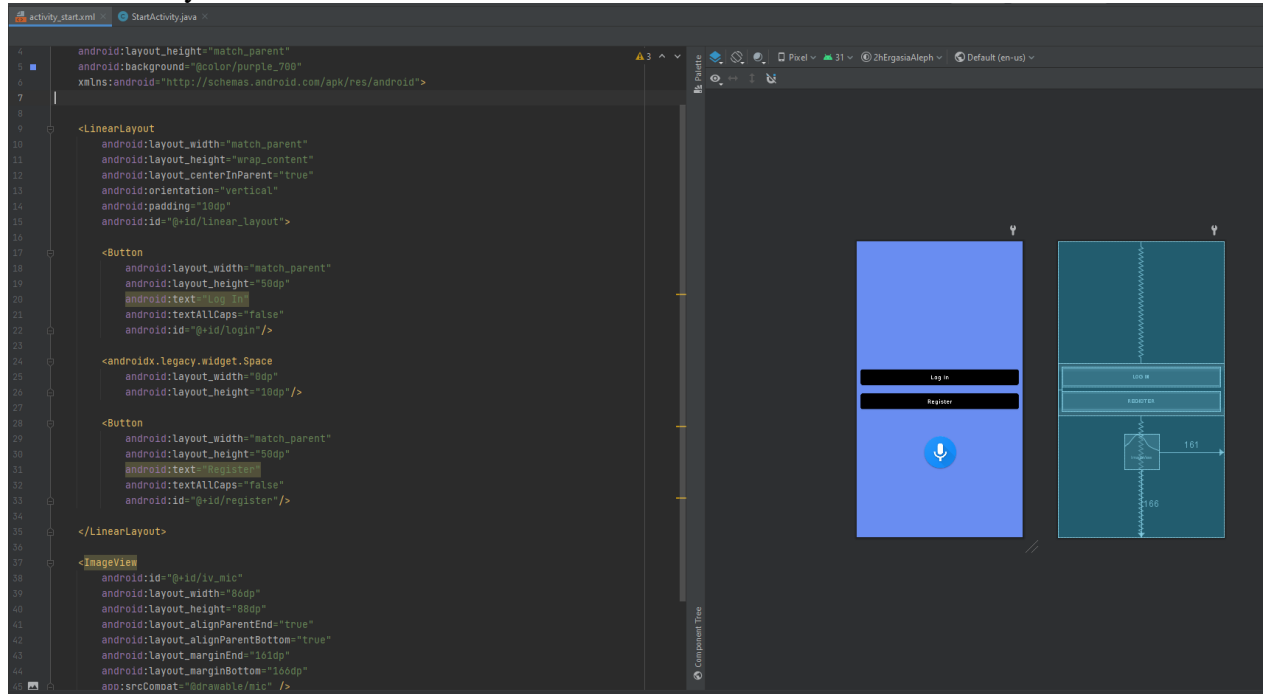 activity_start.xml
StartActivity.java
4 android:layout_height="match_parent"
3
5 android:background="@color/purple_700"
6 xmlns:android="http://schemas.android.com/apk/res/android">
7
8
9 <LinearLayout
10 android:layout_width="match_parent"
11 android:layout_height="wrap_content"
12 android:layout_centerInParent="true"
13 android:orientation="vertical"
14 android:padding="10dp"
15 android:id="@+id/linear_layout">
16
17 <Button
18 android:layout_width="match_parent"
19 android:layout_height="50dp"
20 android:text="Log In"
21 android:textAllCaps="false"
22 android:id="@+id/login"/>
23
24 <androidx.legacy.widget.Space
25 android:layout_width="0dp"
26 android:layout_height="10dp"/>
27
28 <Button
29 android:layout_width="match_parent"
30 android:layout_height="50dp"
31 android:text="Register"
32 android:textAllCaps="false"
33 android:id="@+id/register"/>
34
35 </LinearLayout>
36
37 <ImageView
38 android:id="@+id/iv_mic"
39 android:layout_width="86dp"
40 android:layout_height="88dp"
41 android:layout_alignParentEnd="true"
42 android:layout_alignParentBottom="true"
43 android:layout_marginEnd="161dp"
44 android:layout_marginBottom="166dp"
45 app:srcCompat="@drawable/mic" />
Palette
Pixel 31 2hErgasiaAleph Default (en-us)
Log In
Register
LOG IN
REGISTER
161
166
Component Tree